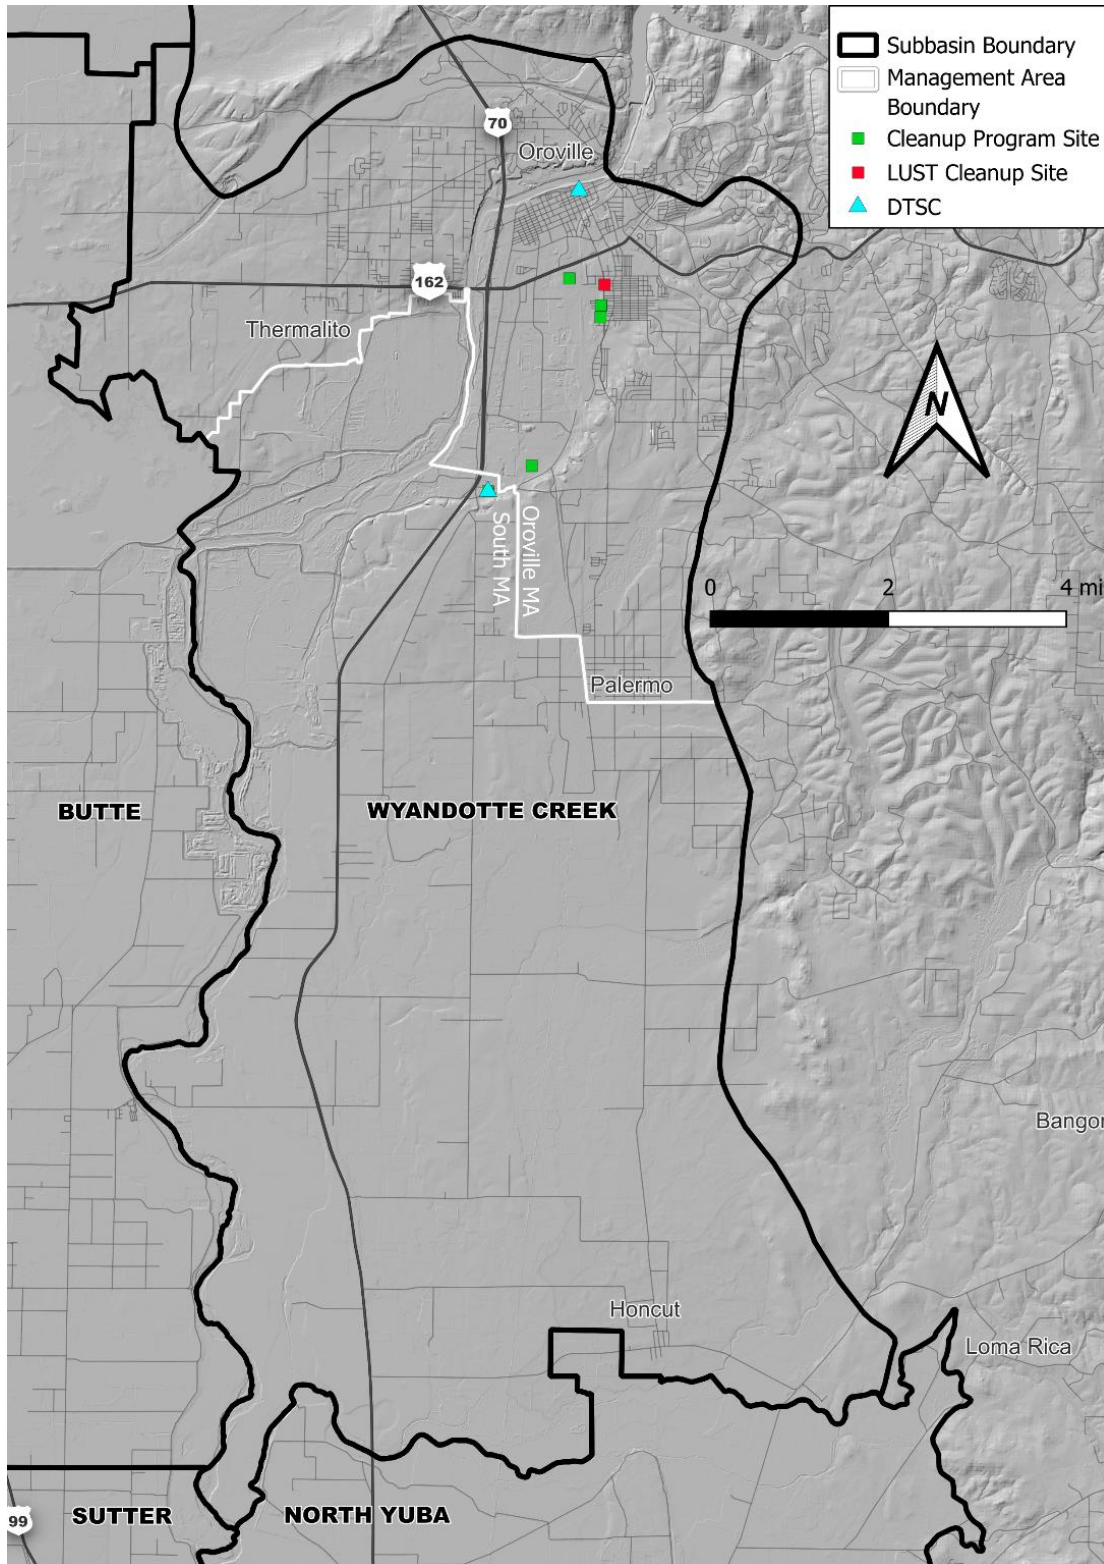 Subbasin Boundary
Management Area
Boundary
Cleanup Program Site
LUST Cleanup Site
DTSC
70
Oroville
162
Thermalito
N
Oroville MA
South MA
0 2 4 mi
Palermo
BUTTE
WYANDOTTE CREEK
Bangor
Honcut
Loma Rica
SUTTER
NORTH YUBA
99